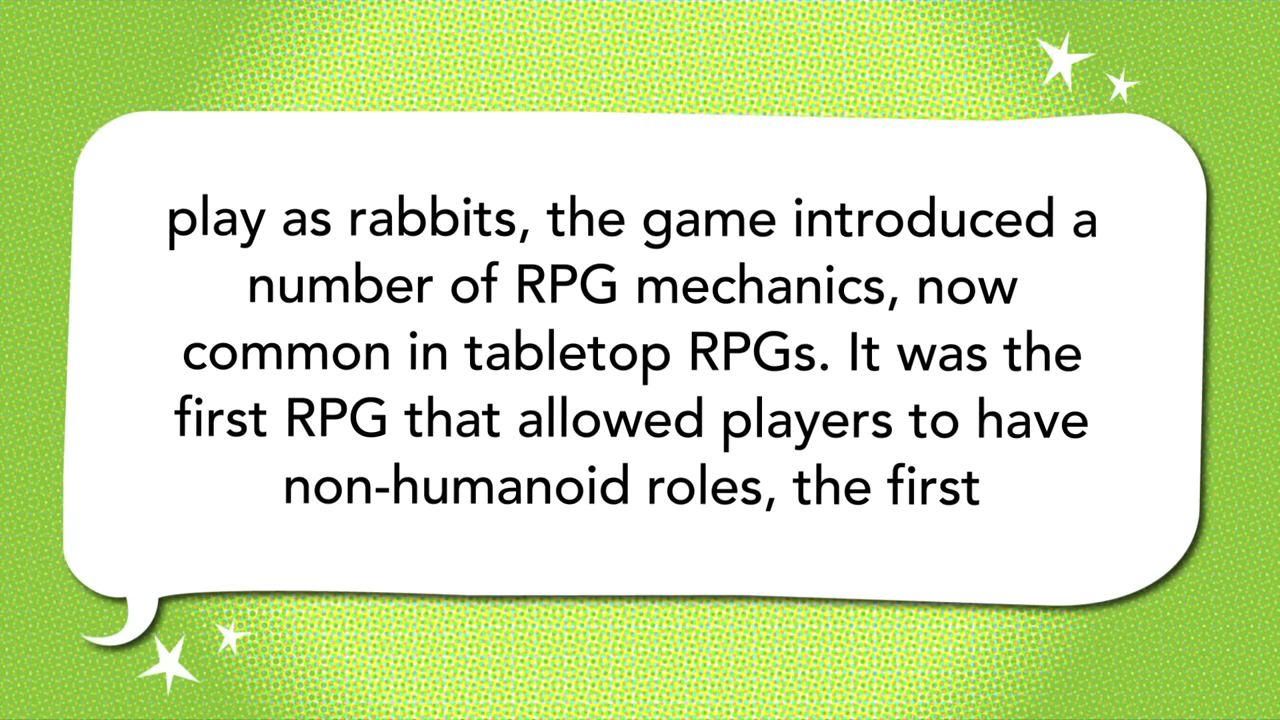 play as rabbits, the game introduced a
number of RPG mechanics, now
common in tabletop RPGs. It was the
first RPG that allowed players to have
non-humanoid roles, the first